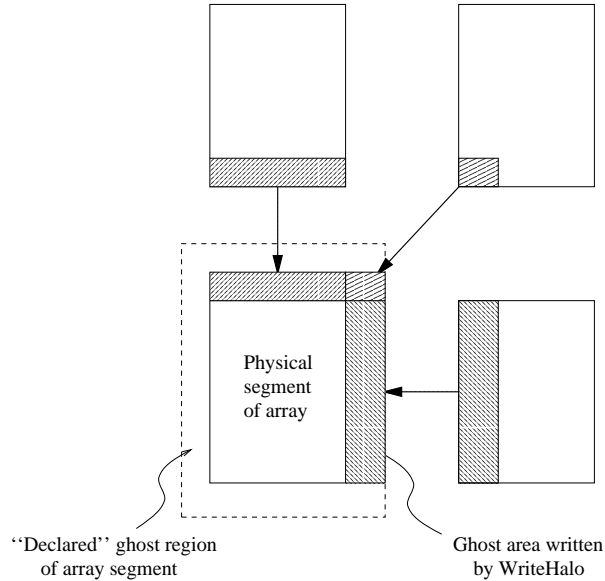 Physical
segment
of array
‘‘Declared’’ ghost region
of array segment
Ghost area written
by WriteHalo